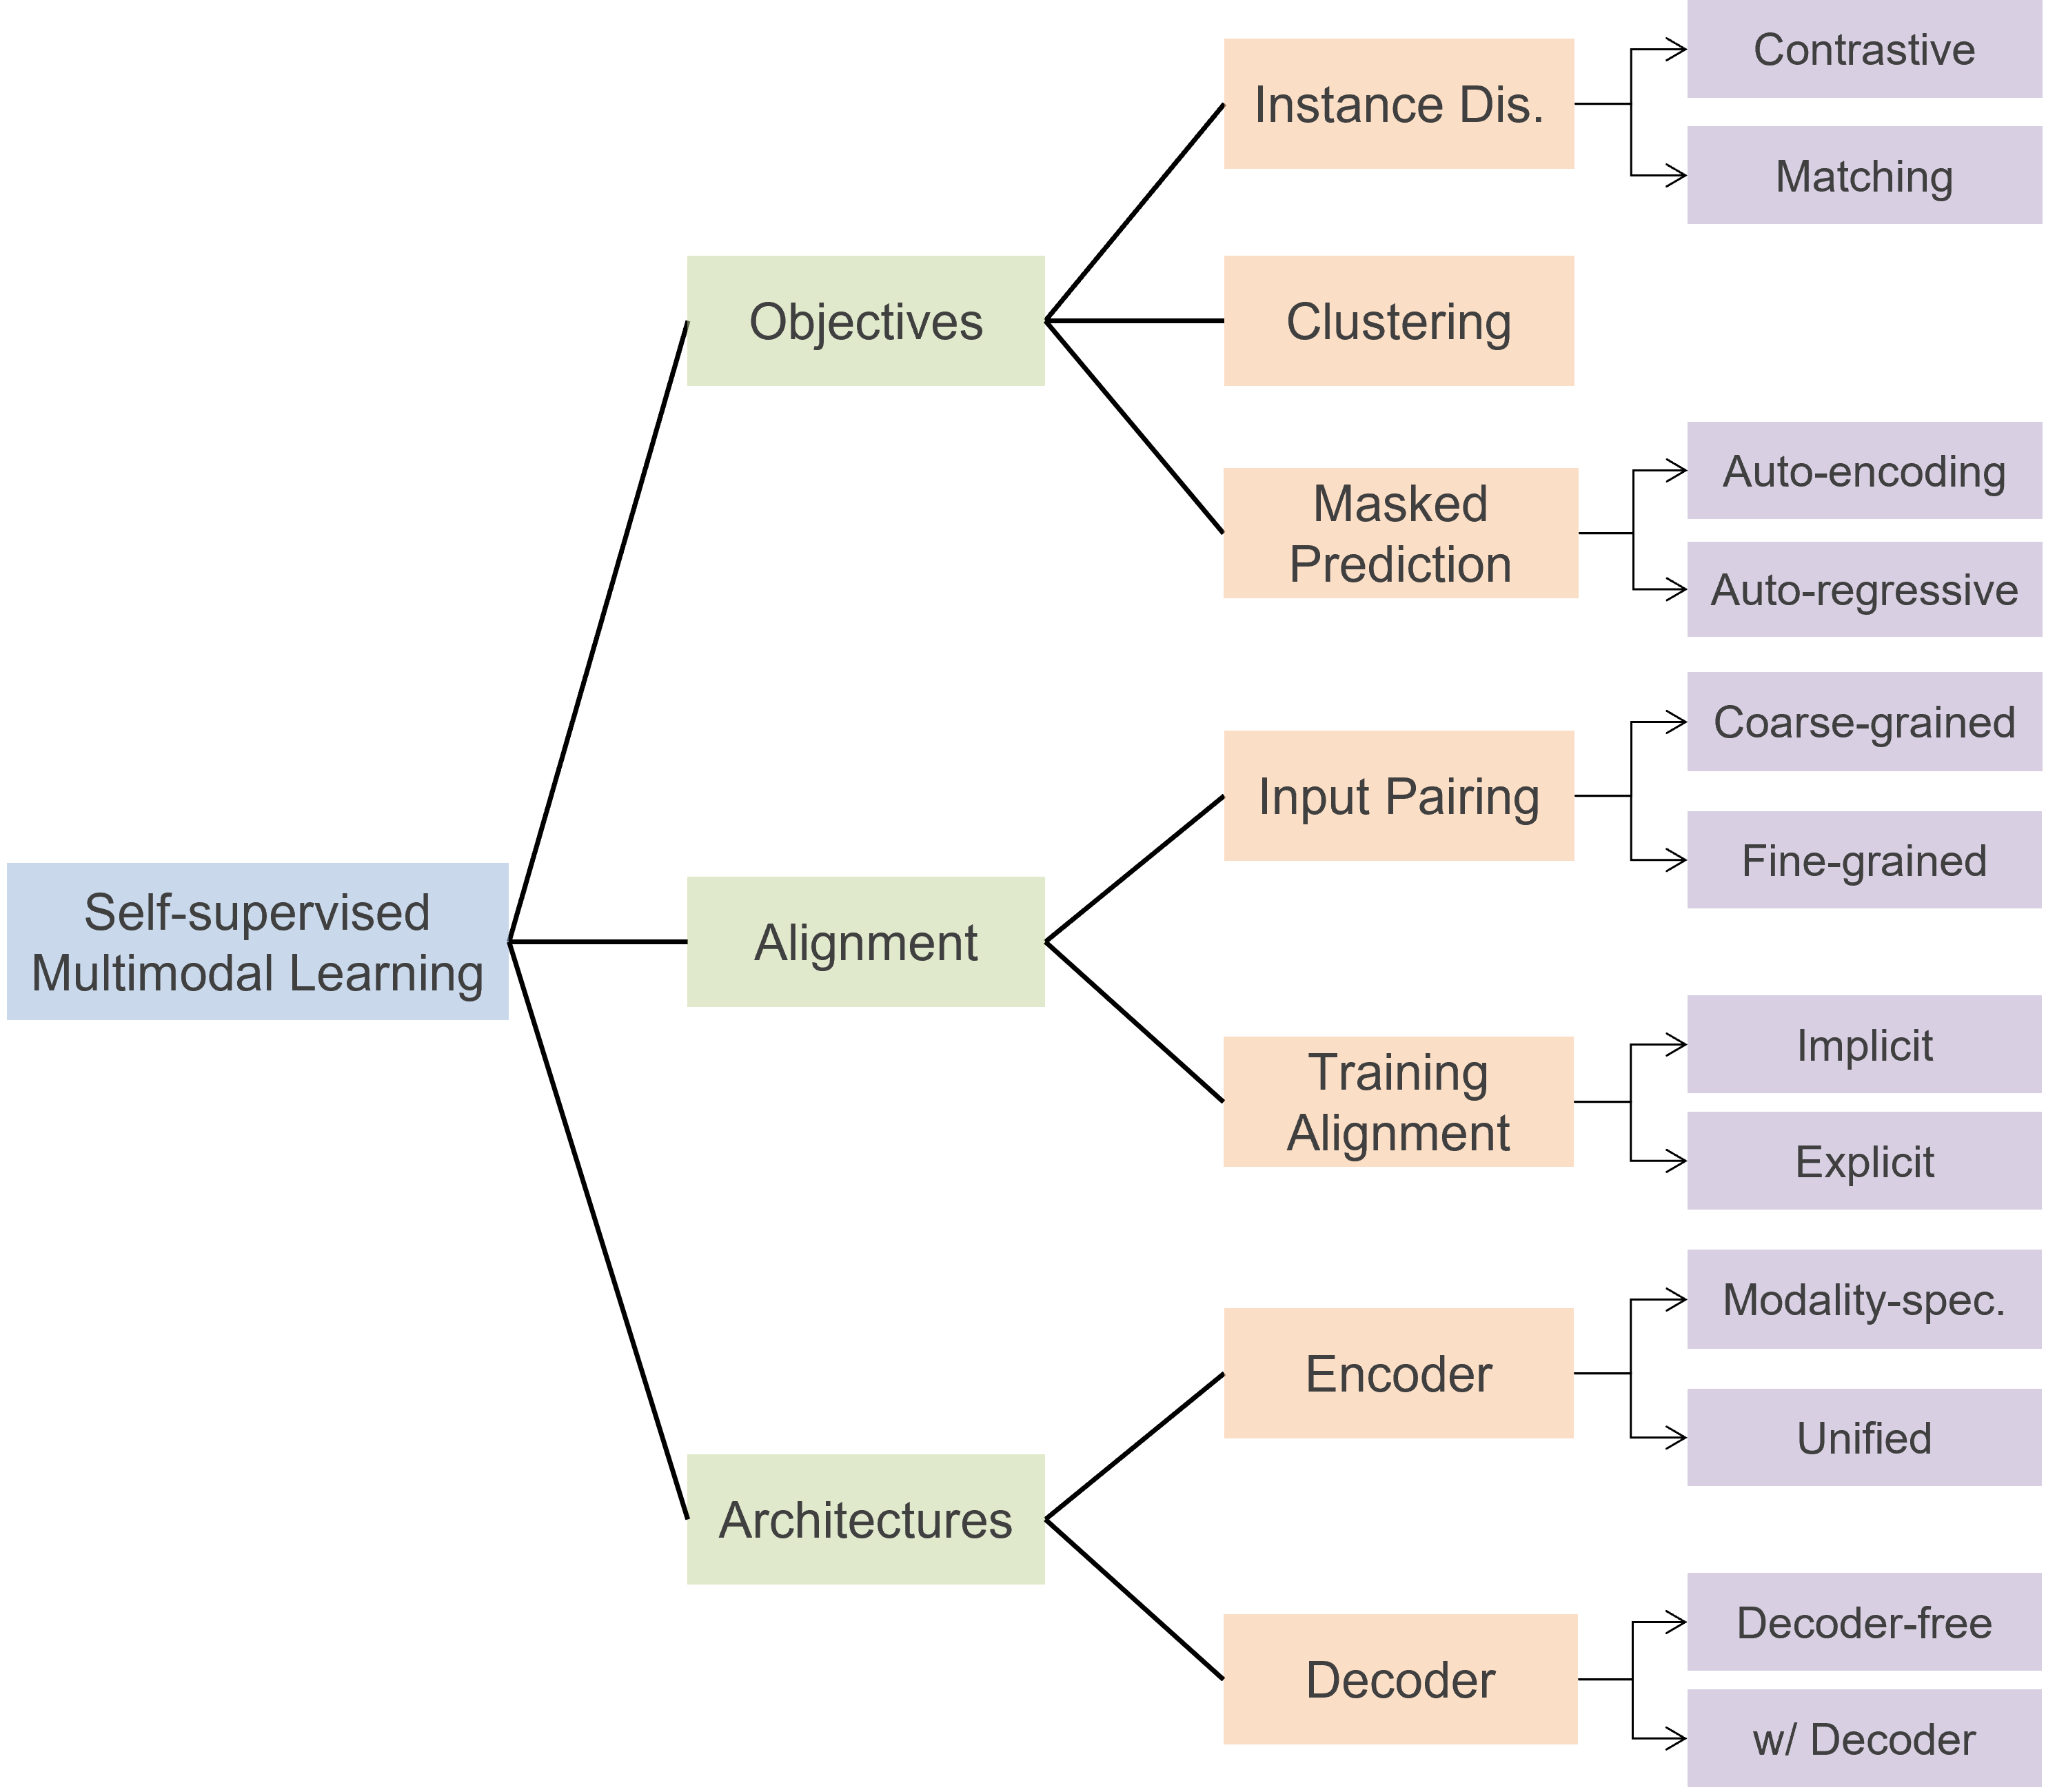 Self-supervised
Multimodal Learning
Objectives
Instance Dis.
Contrastive
Matching
Clustering
Masked
Prediction
Auto-encoding
Auto-regressive
Alignment
Input Pairing
Coarse-grained
Fine-grained
Training
Alignment
Implicit
Explicit
Architectures
Encoder
Modality-spec.
Unified
Decoder
Decoder-free
w/ Decoder